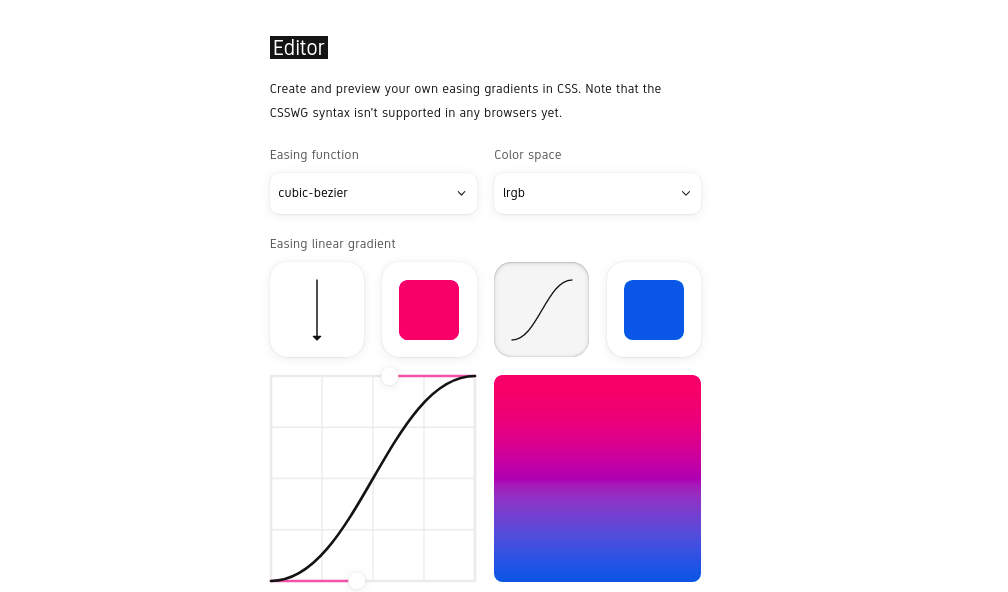 Editor
Create and preview your own easing gradients in CSS. Note that the
CSSWG syntax isn't supported in any browsers yet.
Easing function
Color space
cubic-bezier
lrgb
Easing linear gradient